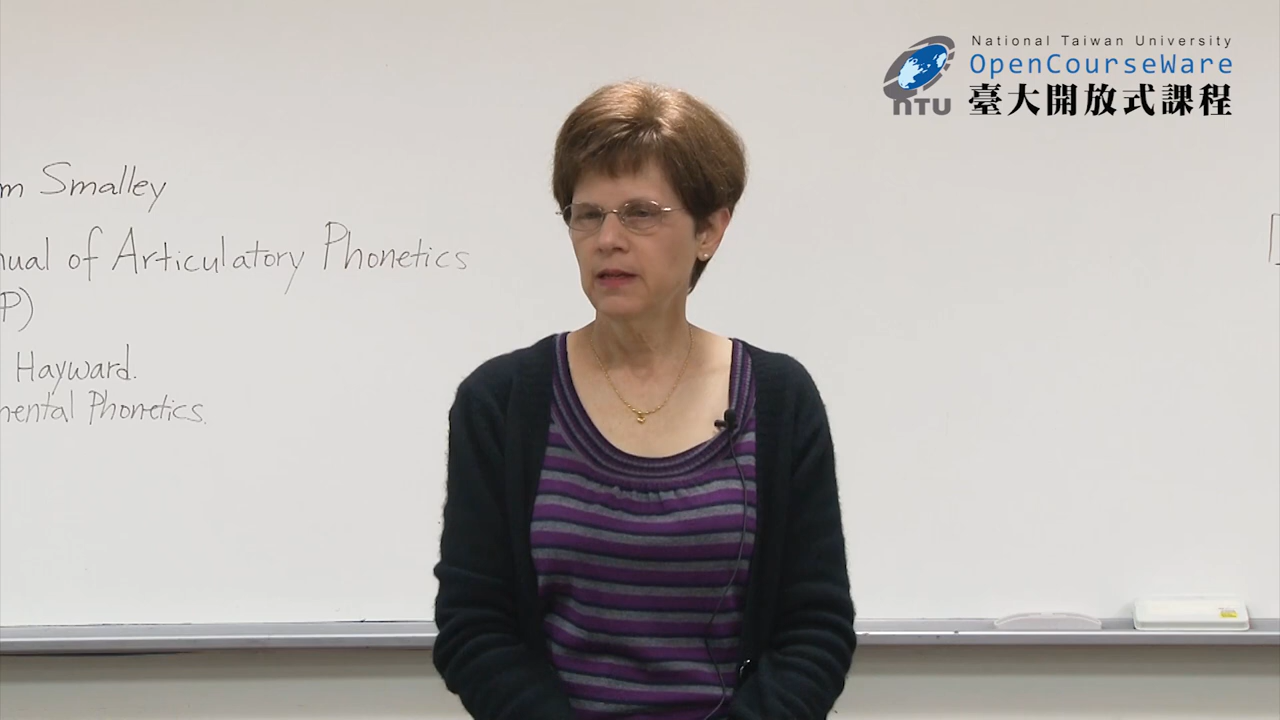 National Taiwan University
OpenCourseWare
臺大開放式課程
NTU
m Smalley
nual of Articulatory Phonetics
P)
Hayward.
mental Phonetics.